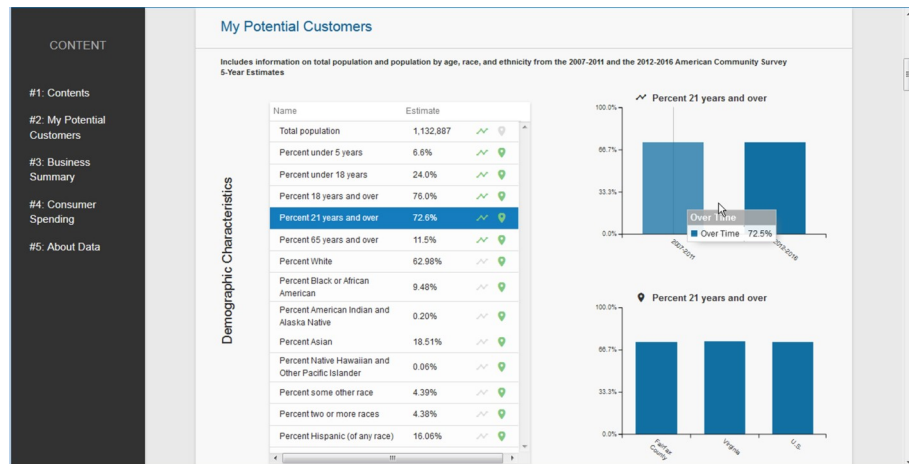 CONTENT
#1: Contents
#2: My Potential
Customers
#3: Business
Summary
#4: Consumer
Spending
#5: About Data
My Potential Customers
Includes information on total population and population by age, race, and ethnicity from the 2007-2011 and the 2012-2016 American Community Survey
5-Year Estimates
Demographic Characteristics
Name Estimate
Total population 1,132,887
Percent under 5 years 6.6%
Percent under 18 years 24.0%
Percent 18 years and over 76.0%
Percent 21 years and over 72.6%
Percent 65 years and over 11.5%
Percent White 62.98%
Percent Black or African
American 9.48%
Percent American Indian and
Alaska Native 0.20%
Percent Asian 18.51%
Percent Native Hawaiian and
Other Pacific Islander 0.06%
Percent some other race 4.39%
Percent two or more races 4.38%
Percent Hispanic (of any race) 16.06%
Percent 21 years and over
100.0%
66.7%
33.3%
0.0%
Over Time
Over Time 72.5%
2007-2011
2012-2016
Percent 21 years and over
100.0%
66.7%
33.3%
0.0%
Fairfax
County
Virginia
U.S.